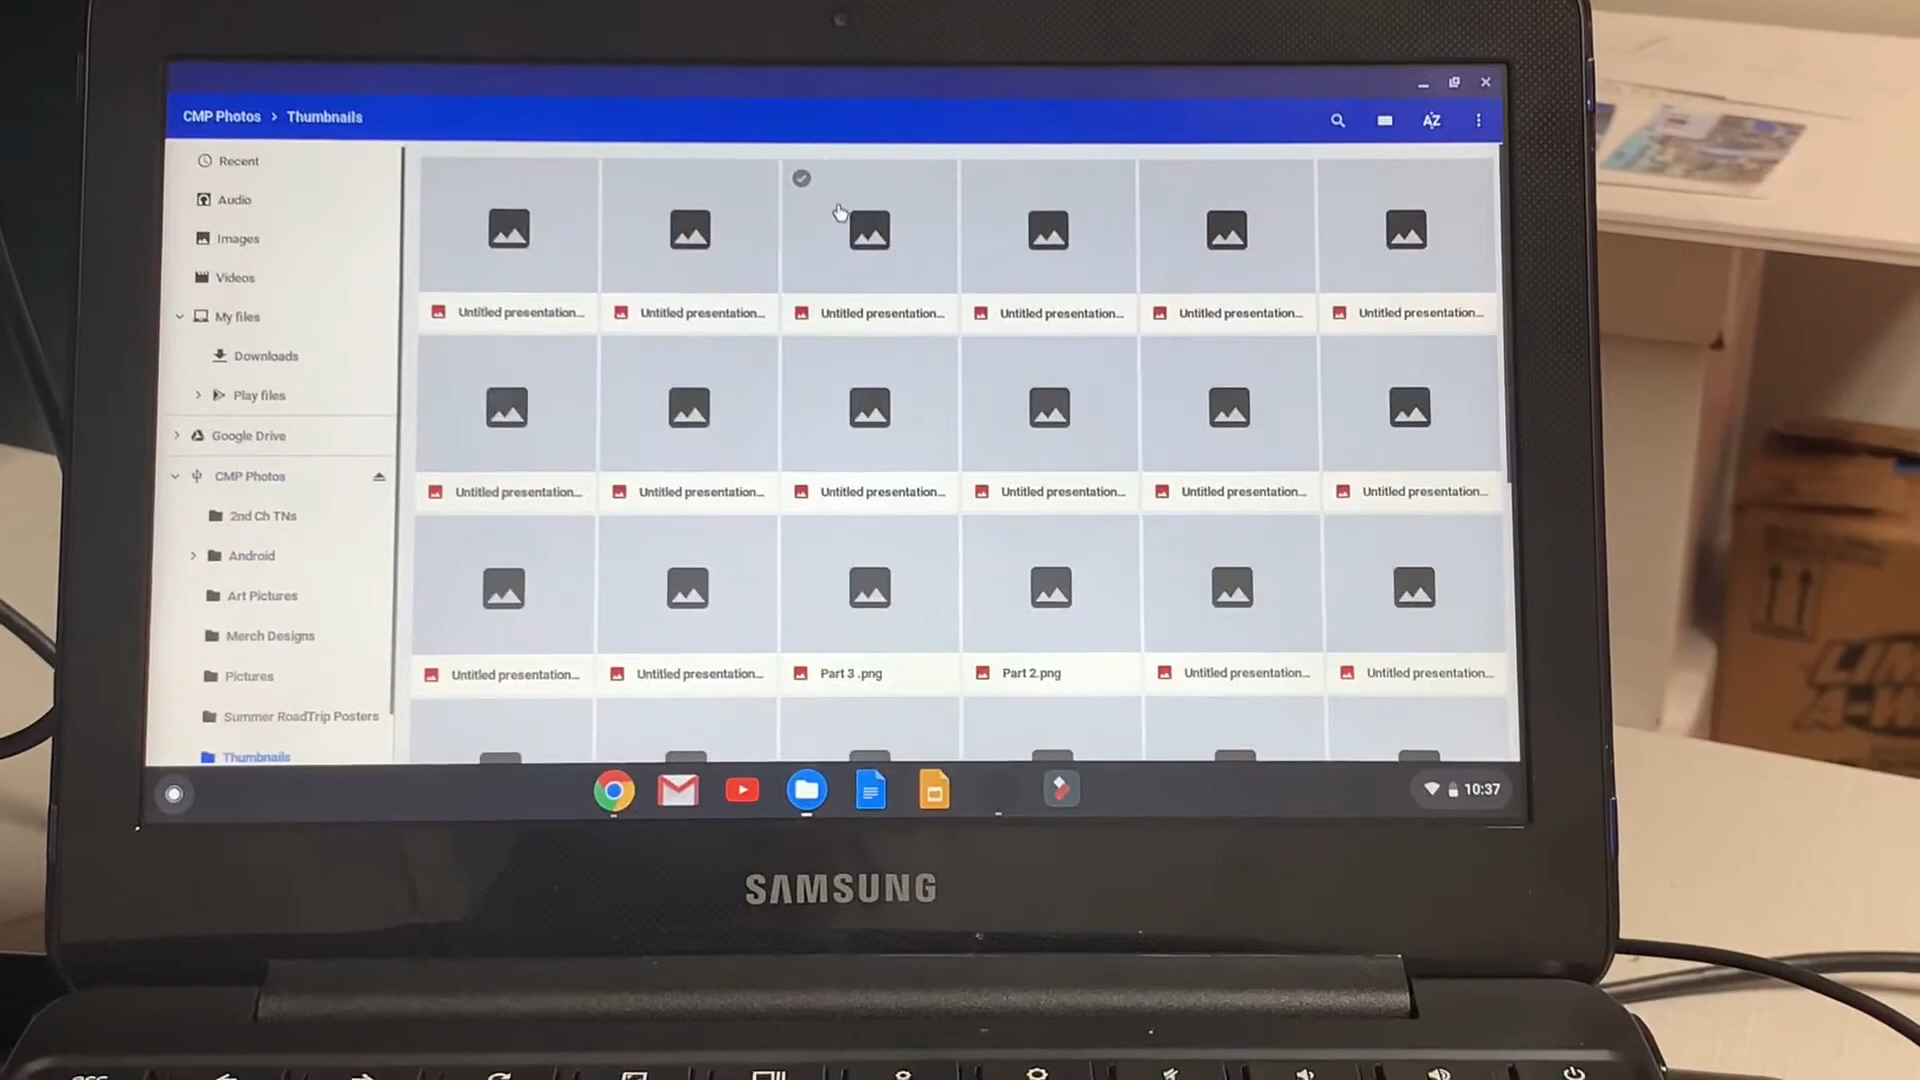 CMP Photos > Thumbnails
AZ
Recent
Audio
Images
Videos
My files
Downloads
Play files
Google Drive
CMP Photos
2nd Ch TNs
Android
Art Pictures
Merch Designs
Pictures
Summer RoadTrip Posters
Thumbnails
Untitled presentation... Untitled presentation... Untitled presentation... Untitled presentation... Untitled presentation... Untitled presentation...
Untitled presentation... Untitled presentation... Untitled presentation... Untitled presentation... Untitled presentation... Untitled presentation...
Untitled presentation... Untitled presentation... Part 3 .png Part 2.png Untitled presentation... Untitled presentation...
10:37
SAMSUNG